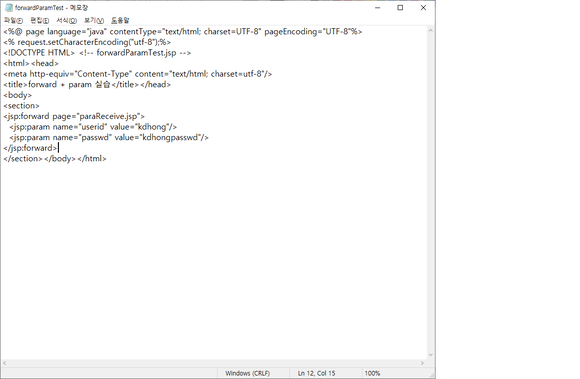 forwardParamTest - 메모장
파일(F) 편집(E) 서식(O) 보기(V) 도움말
<%@ page language="java" contentType="text/html; charset=UTF-8" pageEncoding="UTF-8"%>
<% request.setCharacterEncoding("utf-8");%>
<!DOCTYPE HTML> <!-- forwardParamTest.jsp -->
<html><head>
<meta http-equiv="Content-Type" content="text/html; charset=utf-8"/>
<title>forward + param 실습</title></head>
<body>
<section>
<jsp:forward page="paraReceive.jsp">
<jsp:param name="userid" value="kdhong"/>
<jsp:param name="passwd" value="kdhongpasswd"/>
</jsp:forward>
</section></body></html>
Windows (CRLF) Ln 12, Col 15 100%